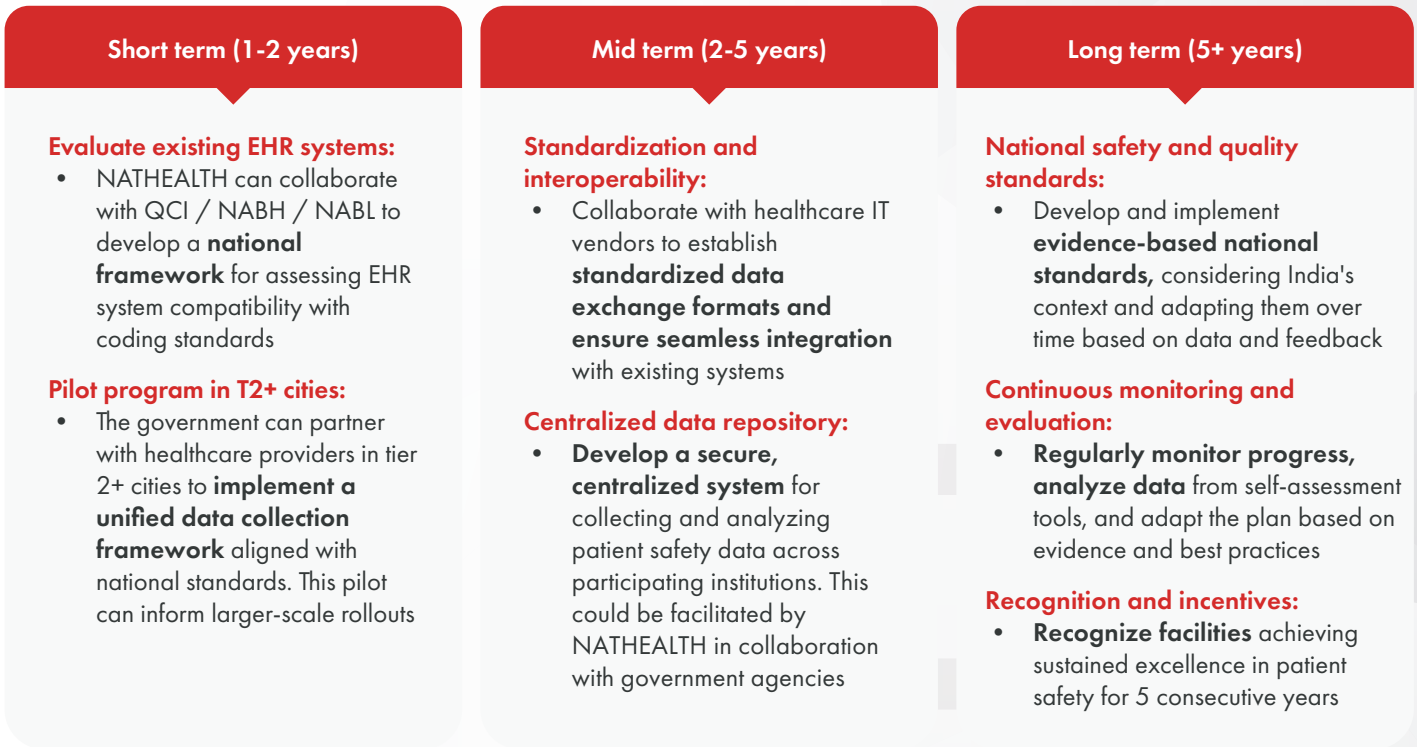 Short term (1-2 years)
Evaluate existing EHR systems:
• NATHEALTH can collaborate
with QCI / NABH / NABL to
develop a national
framework for assessing EHR
system compatibility with
coding standards
Pilot program in T2+ cities:
• The government can partner
with healthcare providers in tier
2+ cities to implement a
unified data collection
framework aligned with
national standards. This pilot
can inform larger-scale rollouts
Mid term (2-5 years)
Standardization and
interoperability:
• Collaborate with healthcare IT
vendors to establish
standardized data
exchange formats and
ensure seamless integration
with existing systems
Centralized data repository:
• Develop a secure,
centralized system for
collecting and analyzing
patient safety data across
participating institutions. This
could be facilitated by
NATHEALTH in collaboration
with government agencies
Long term (5+ years)
National safety and quality
standards:
• Develop and implement
evidence-based national
standards, considering India's
context and adapting them over
time based on data and feedback
Continuous monitoring and
evaluation:
• Regularly monitor progress,
analyze data from self-assessment
tools, and adapt the plan based on
evidence and best practices
Recognition and incentives:
• Recognize facilities achieving
sustained excellence in patient
safety for 5 consecutive years